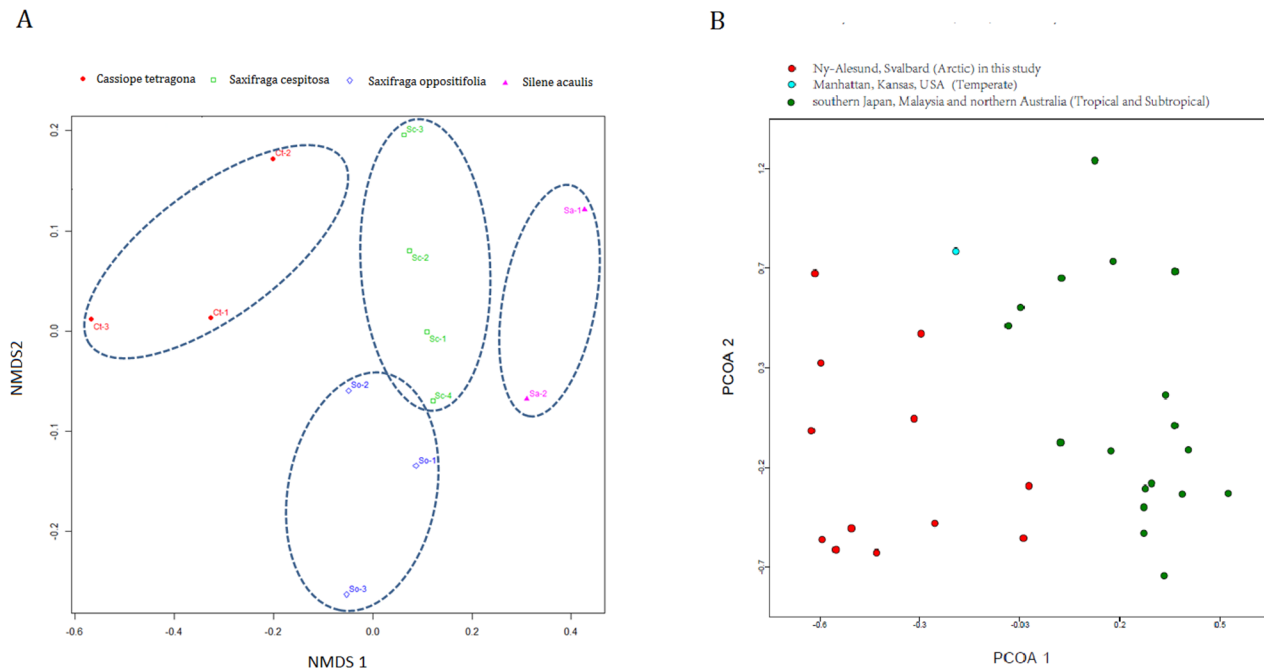 A
Cassiope tetragona Saxifraga cespitosa Saxifraga oppositifolia Silene acaulis
0.2
0.1
0.0
-0.1
-0.2
NMDS2
Sc-3
Ct-2
Sa-1
Sc-2
Ct-1
Ct-3
Sc-1
So-2
Sc-4
Sa-2
So-1
So-3
-0.6 -0.4 -0.2 0.0 0.2 0.4
NMDS 1
B
Ny-Alesund, Svalbard (Arctic) in this study
Manhattan, Kansas, USA (Temperate)
southern Japan, Malaysia and northern Australia (Tropical and Subtropical)
1.2
0.7
0.3
-0.2
-0.7
PCOA 2
-0.6 -0.3 -0.03 0.2 0.5
PCOA 1